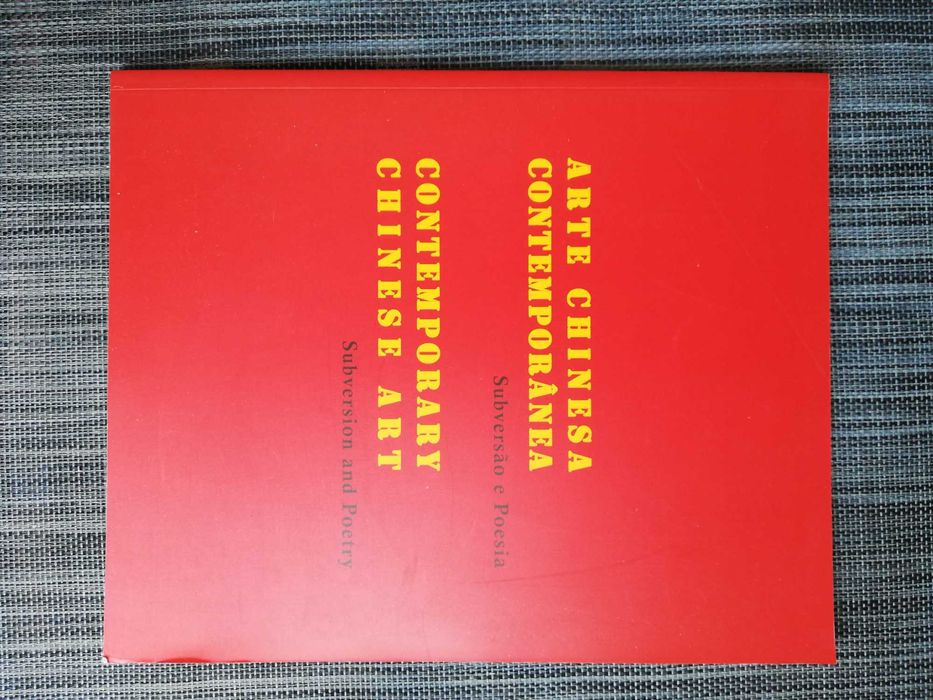 ARTE CHINESA
CONTEMPORÂNEA
Subversão e Poesia
CONTEMPORARY
CHINESE ART
Subversion and Poetry